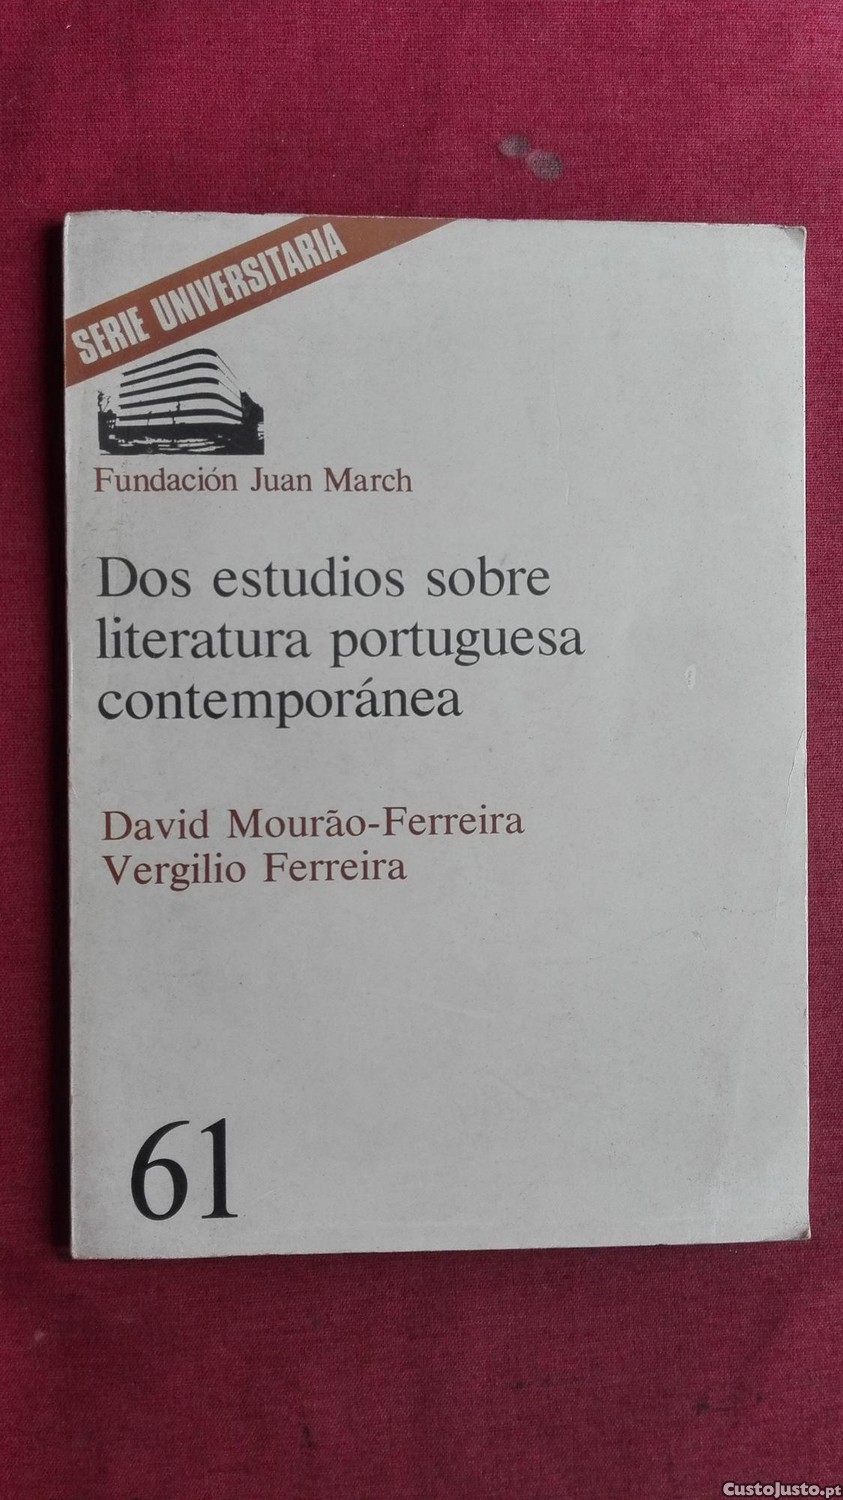 SERIE UNIVERSITARIA
Fundación Juan March
Dos estudios sobre
literatura portuguesa
contemporánea
David Mourão-Ferreira
Vergilio Ferreira
61
CustoJusto.pt